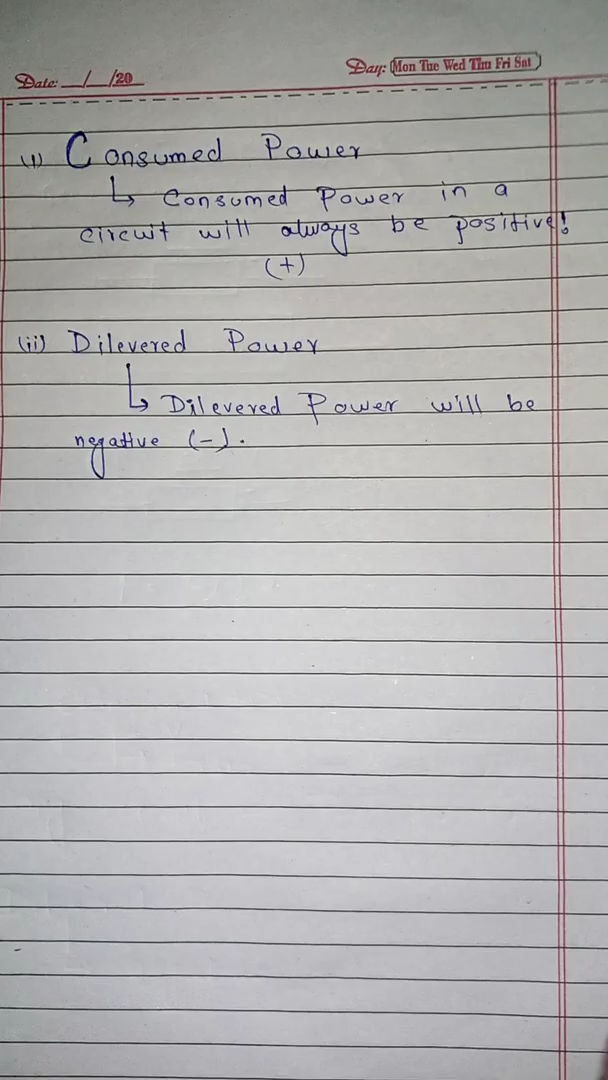 Date: __/__/20__
Day: Mon Tue Wed Thu Fri Sat
(i) Consumed Power
↳ Consumed Power in a
circuit will always be positive!
(+)
(ii) Dilevered Power
↳ Dilevered Power will be
negative (-).